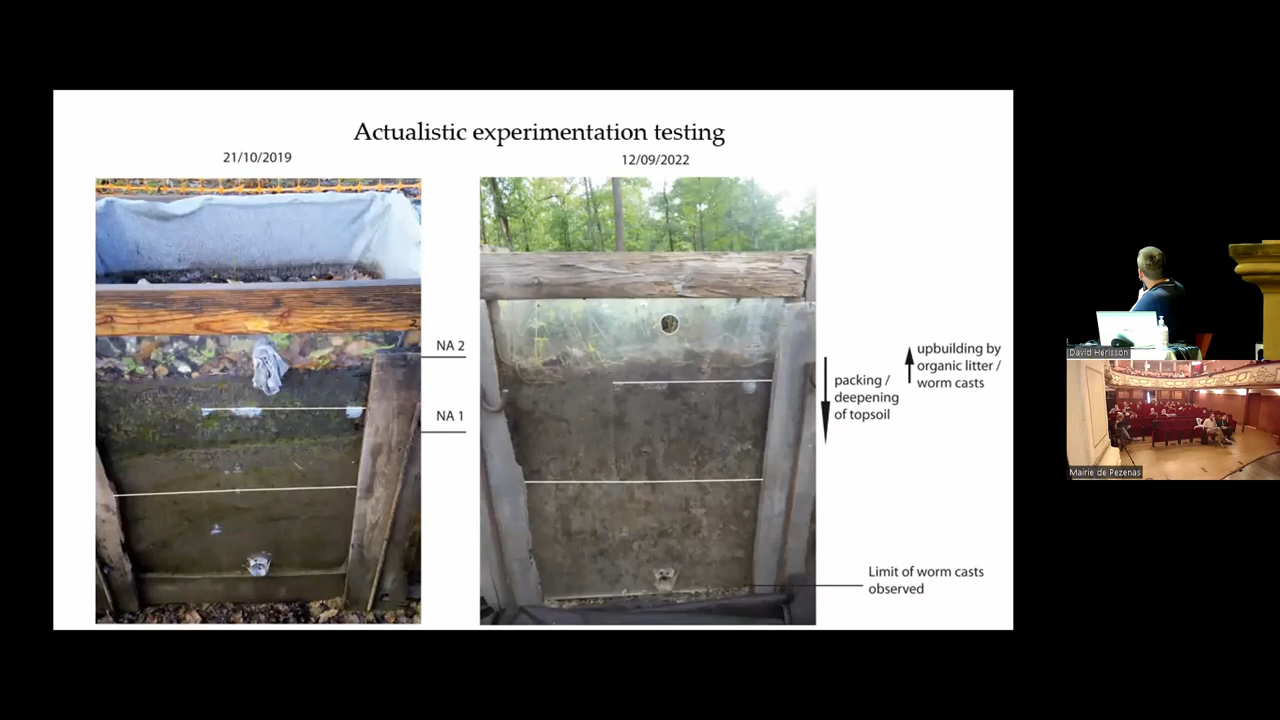 Actualistic experimentation testing
21/10/2019
12/09/2022
NA 2
NA 1
packing /
deepening
of topsoil
upbuilding by
organic litter /
worm casts
Limit of worm casts
observed
David Hérisson
Mairie de Pezenas